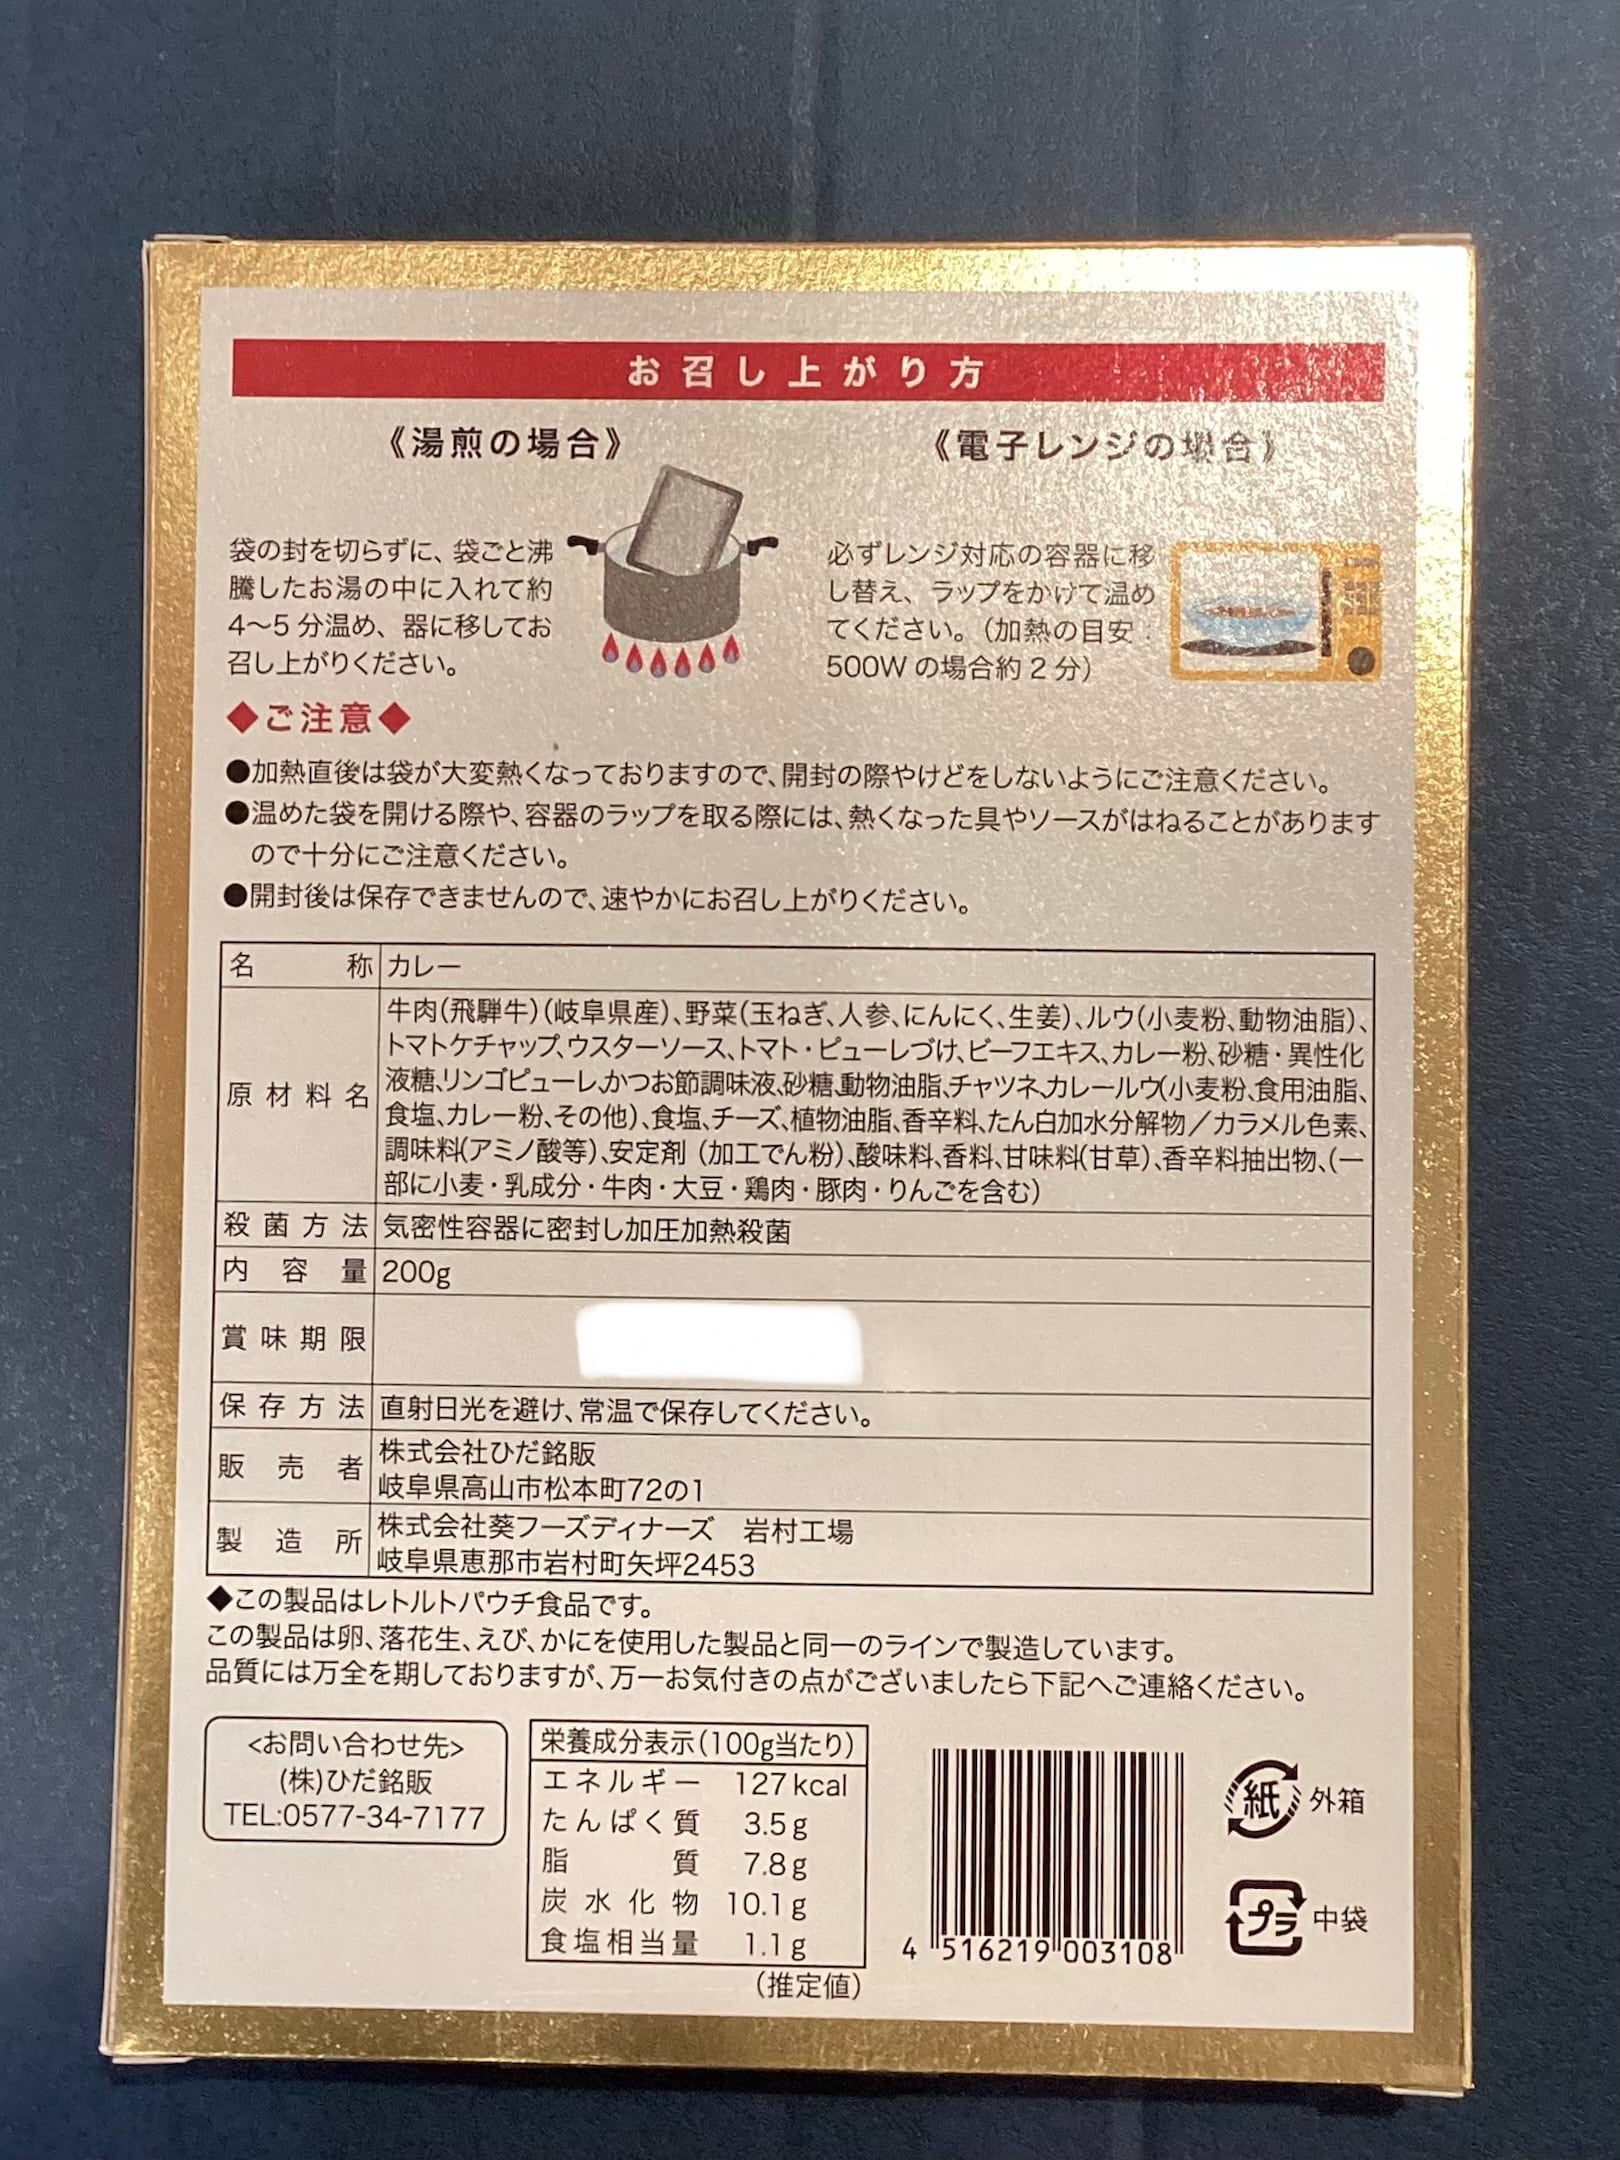 お召し上がり方
《湯煎の場合》
袋の封を切らずに、袋ごと沸
騰したお湯の中に入れて約
4～5分温め、器に移してお
召し上がりください。
《電子レンジの場合》
必ずレンジ対応の容器に移
し替え、ラップをかけて温め
てください。（加熱の目安：
500Wの場合約2分）
◆ご注意◆
●加熱直後は袋が大変熱くなっておりますので、開封の際やけどをしないようにご注意ください。
●温めた袋を開ける際や、容器のラップを取る際には、熱くなった具やソースがはねることがあります
ので十分にご注意ください。
●開封後は保存できませんので、速やかにお召し上がりください。
名称 カレー
原材料名 牛肉(飛騨牛)(岐阜県産)、野菜(玉ねぎ、人参、にんにく、生姜)、ルウ(小麦粉、動物油脂)、
トマトケチャップ、ウスターソース、トマト・ピューレづけ、ビーフエキス、カレー粉、砂糖・異性化
液糖、リンゴピューレ、かつお節調味液、砂糖、動物油脂、チャツネ、カレールウ(小麦粉、食用油脂、
食塩、カレー粉、その他)、食塩、チーズ、植物油脂、香辛料、たん白加水分解物／カラメル色素、
調味料(アミノ酸等)、安定剤（加工でん粉)、酸味料、香料、甘味料(甘草)、香辛料抽出物、(一
部に小麦・乳成分・牛肉・大豆・鶏肉・豚肉・りんごを含む)
殺菌方法 気密性容器に密封し加圧加熱殺菌
内容量 200g
賞味期限
保存方法 直射日光を避け、常温で保存してください。
販売者 株式会社ひだ銘販
岐阜県高山市松本町72の1
製造所 株式会社葵フーズディナーズ　岩村工場
岐阜県恵那市岩村町矢坪2453
◆この製品はレトルトパウチ食品です。
この製品は卵、落花生、えび、かにを使用した製品と同一のラインで製造しています。
品質には万全を期しておりますが、万一お気付きの点がございましたら下記へご連絡ください。
<お問い合わせ先>
(株)ひだ銘販
TEL:0577-34-7177
栄養成分表示(100g当たり)
エネルギー 127kcal
たんぱく質 3.5g
脂質 7.8g
炭水化物 10.1g
食塩相当量 1.1g
(推定値)
4 516219 003108
紙 外箱
プラ 中袋